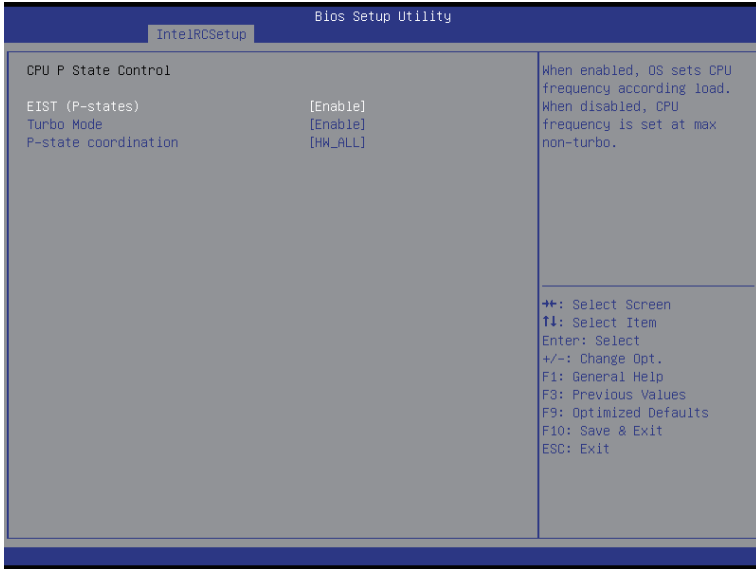 Bios Setup Utility
IntelRCSetup
CPU P State Control
EIST (P-states) [Enable]
Turbo Mode [Enable]
P-state coordination [HW_ALL]
When enabled, OS sets CPU
frequency according load.
When disabled, CPU
frequency is set at max
non-turbo.
→←: Select Screen
↑↓: Select Item
Enter: Select
+/-: Change Opt.
F1: General Help
F3: Previous Values
F9: Optimized Defaults
F10: Save & Exit
ESC: Exit